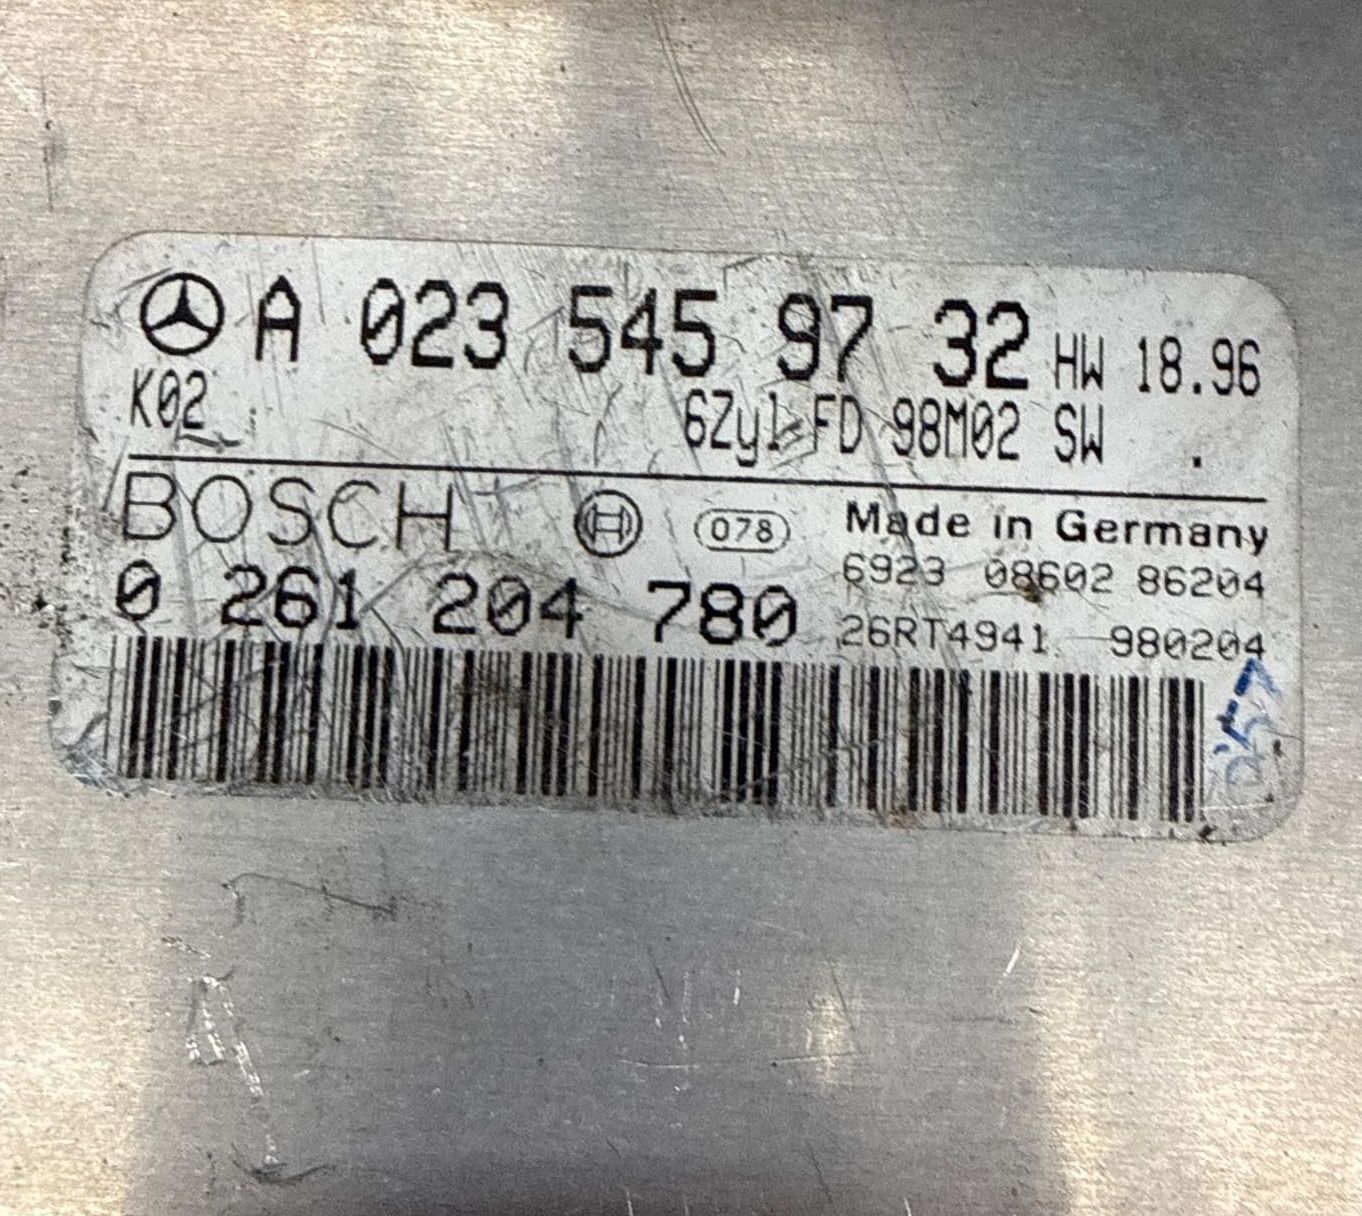 A 023 545 97 32 HW 18.96
K02 6Zyl FD 98M02 SW .
BOSCH 078 Made in Germany
6923 08602 86204
0 261 204 780 26RT4941 980204